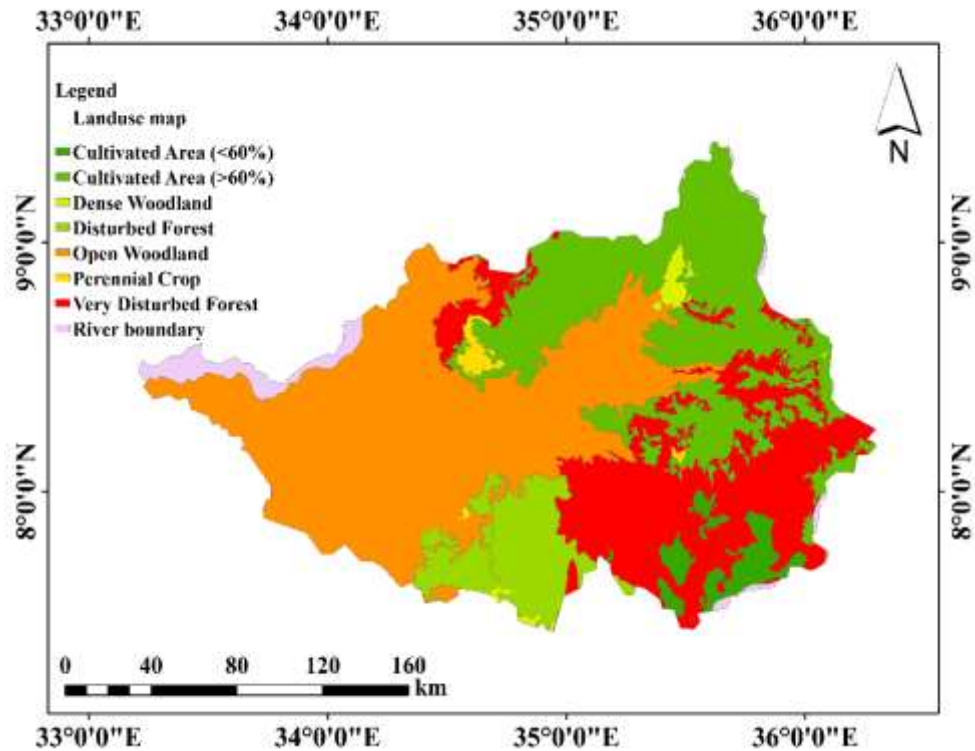 33°0'0"E 34°0'0"E 35°0'0"E 36°0'0"E
Legend
Landuse map
Cultivated Area (<60%)
Cultivated Area (>60%)
Dense Woodland
Disturbed Forest
Open Woodland
Perennial Crop
Very Disturbed Forest
River boundary
N
9°0'0"N 9°0'0"N
8°0'0"N 8°0'0"N
0 40 80 120 160
km
33°0'0"E 34°0'0"E 35°0'0"E 36°0'0"E